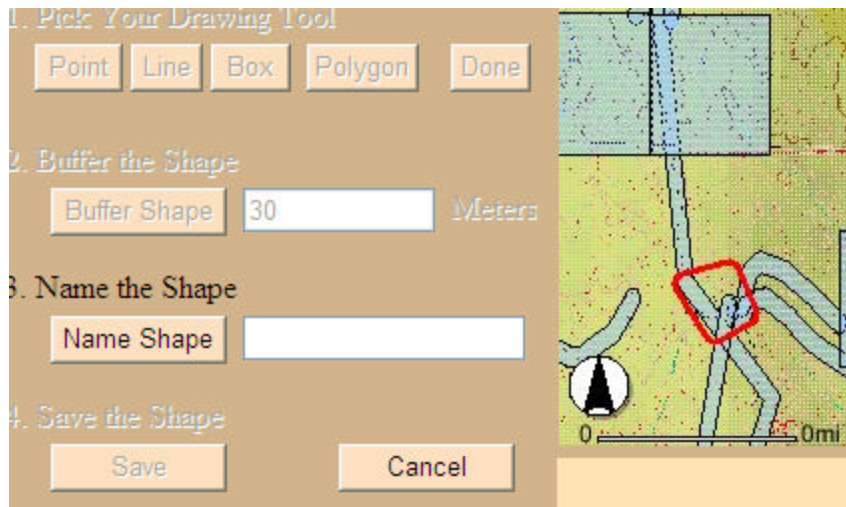 1. Pick Your Drawing Tool
Point Line Box Polygon Done
2. Buffer the Shape
Buffer Shape 30 Meters
3. Name the Shape
Name Shape
4. Save the Shape
Save Cancel
0 0mi